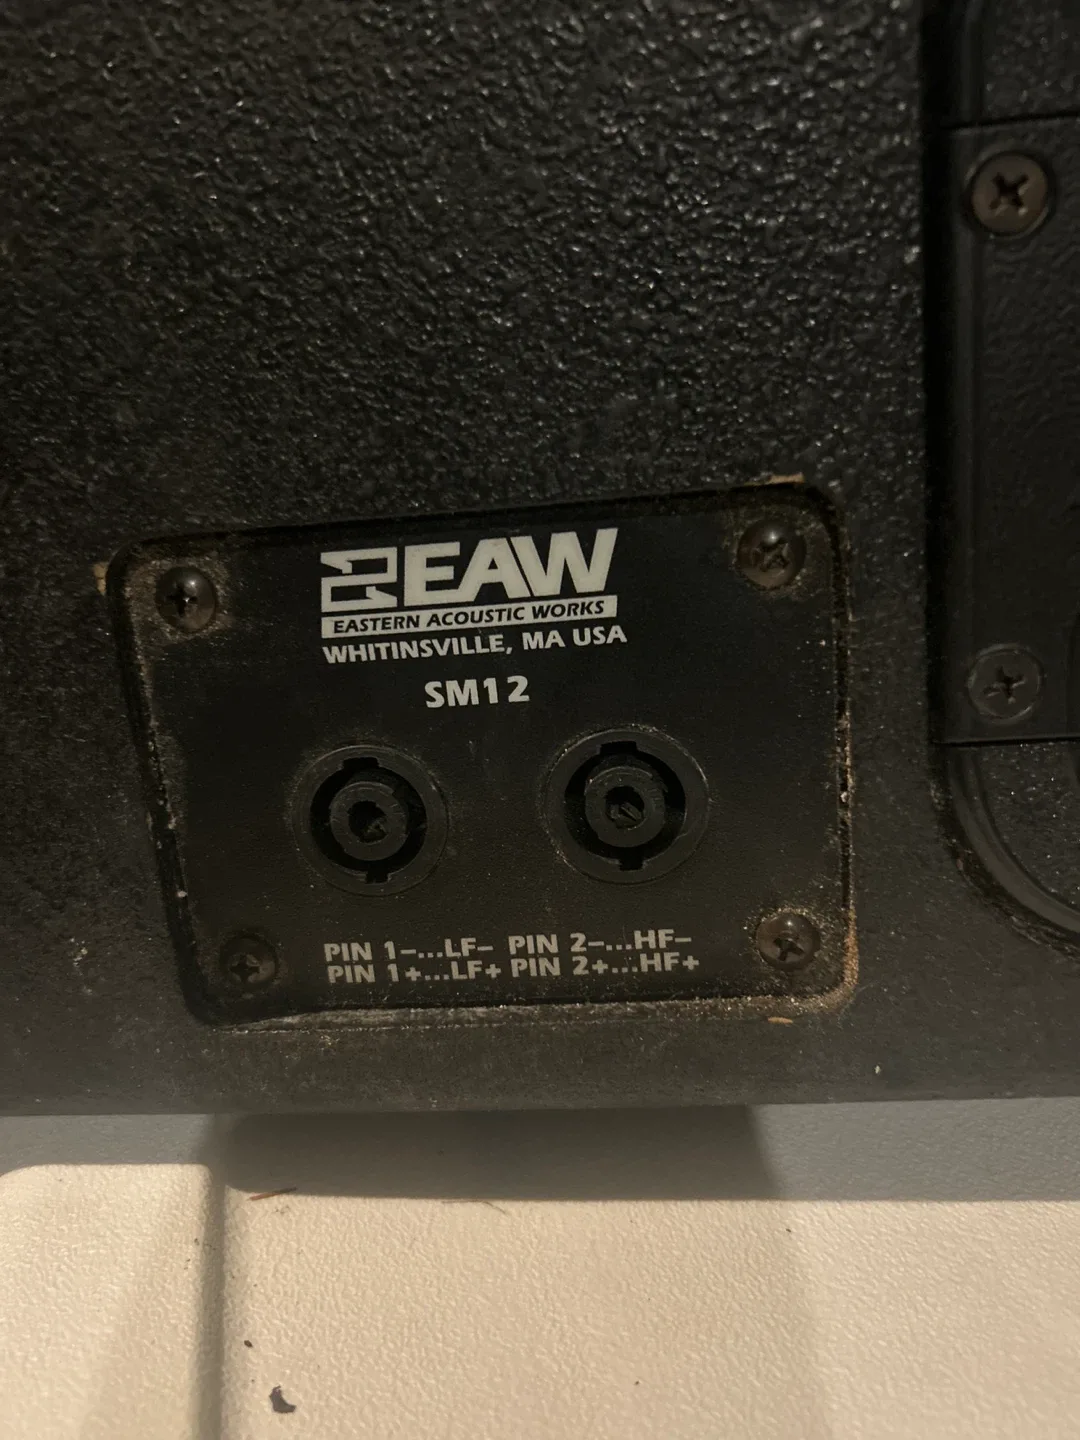 EAW
EASTERN ACOUSTIC WORKS
WHITINSVILLE, MA USA
SM12
PIN 1-...LF- PIN 2-...HF-
PIN 1+...LF+ PIN 2+...HF+